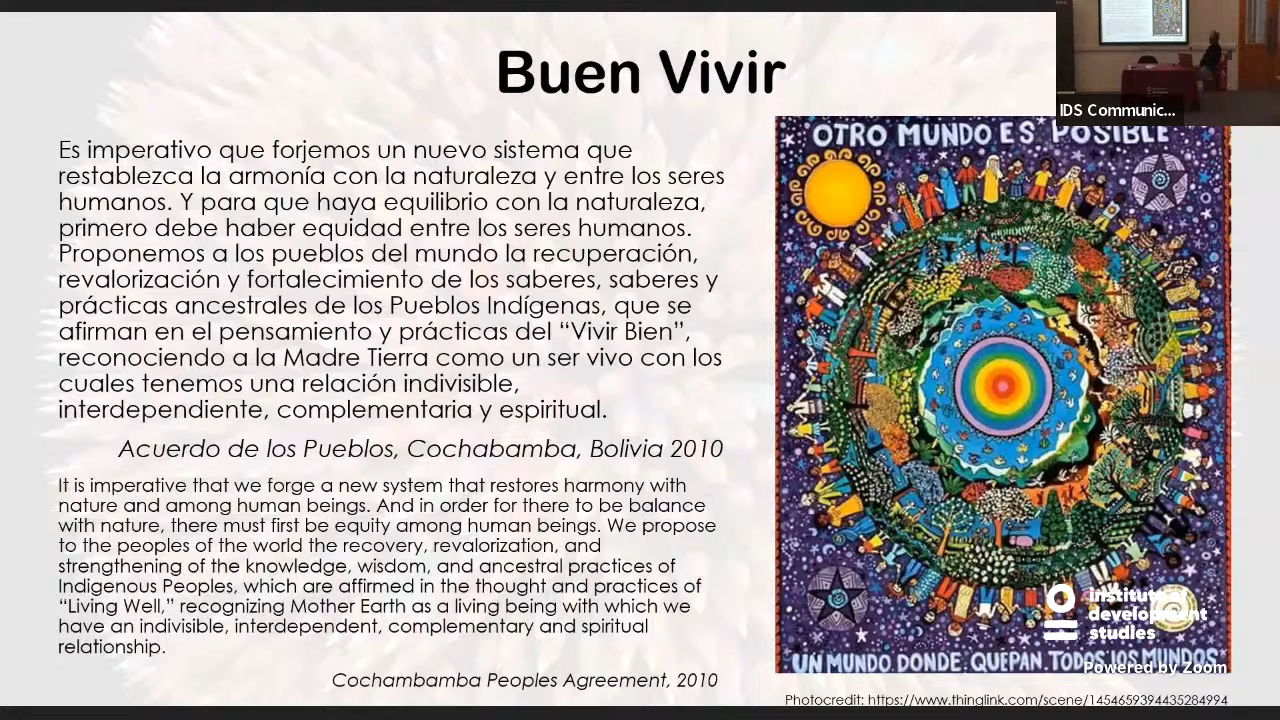 Buen Vivir
IDS Communic...
Es imperativo que forjemos un nuevo sistema que
restablezca la armonía con la naturaleza y entre los seres
humanos. Y para que haya equilibrio con la naturaleza,
primero debe haber equidad entre los seres humanos.
Proponemos a los pueblos del mundo la recuperación,
revalorización y fortalecimiento de los saberes, saberes y
prácticas ancestrales de los Pueblos Indígenas, que se
afirman en el pensamiento y prácticas del “Vivir Bien”,
reconociendo a la Madre Tierra como un ser vivo con los
cuales tenemos una relación indivisible,
interdependiente, complementaria y espiritual.
Acuerdo de los Pueblos, Cochabamba, Bolivia 2010
It is imperative that we forge a new system that restores harmony with
nature and among human beings. And in order for there to be balance
with nature, there must first be equity among human beings. We propose
to the peoples of the world the recovery, revalorization, and
strengthening of the knowledge, wisdom, and ancestral practices of
Indigenous Peoples, which are affirmed in the thought and practices of
“Living Well,” recognizing Mother Earth as a living being with which we
have an indivisible, interdependent, complementary and spiritual
relationship.
Cochambamba Peoples Agreement, 2010
OTRO MUNDO ES POSIBLE
institute of
development
studies
UN MUNDO DONDE QUEPAN TODOS LOS MUNDOS
Powered by Zoom
Photocredit: https://www.thinglink.com/scene/1454659394435284994